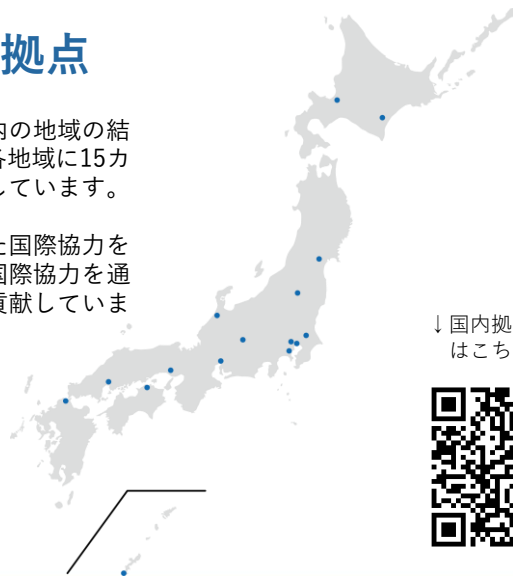 拠点
内の地域の結
各地域に15カ
しています。
た国際協力を
国際協力を通
貢献していま
↓国内拠
はこち